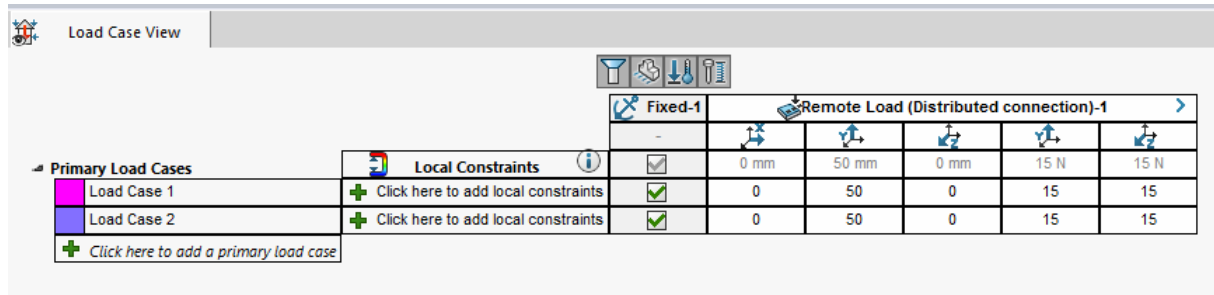 Load Case View
Fixed-1 Remote Load (Distributed connection)-1
- X Y Z Y Z
Primary Load Cases Local Constraints 0 mm 50 mm 0 mm 15 N 15 N
Load Case 1 Click here to add local constraints 0 50 0 15 15
Load Case 2 Click here to add local constraints 0 50 0 15 15
Click here to add a primary load case